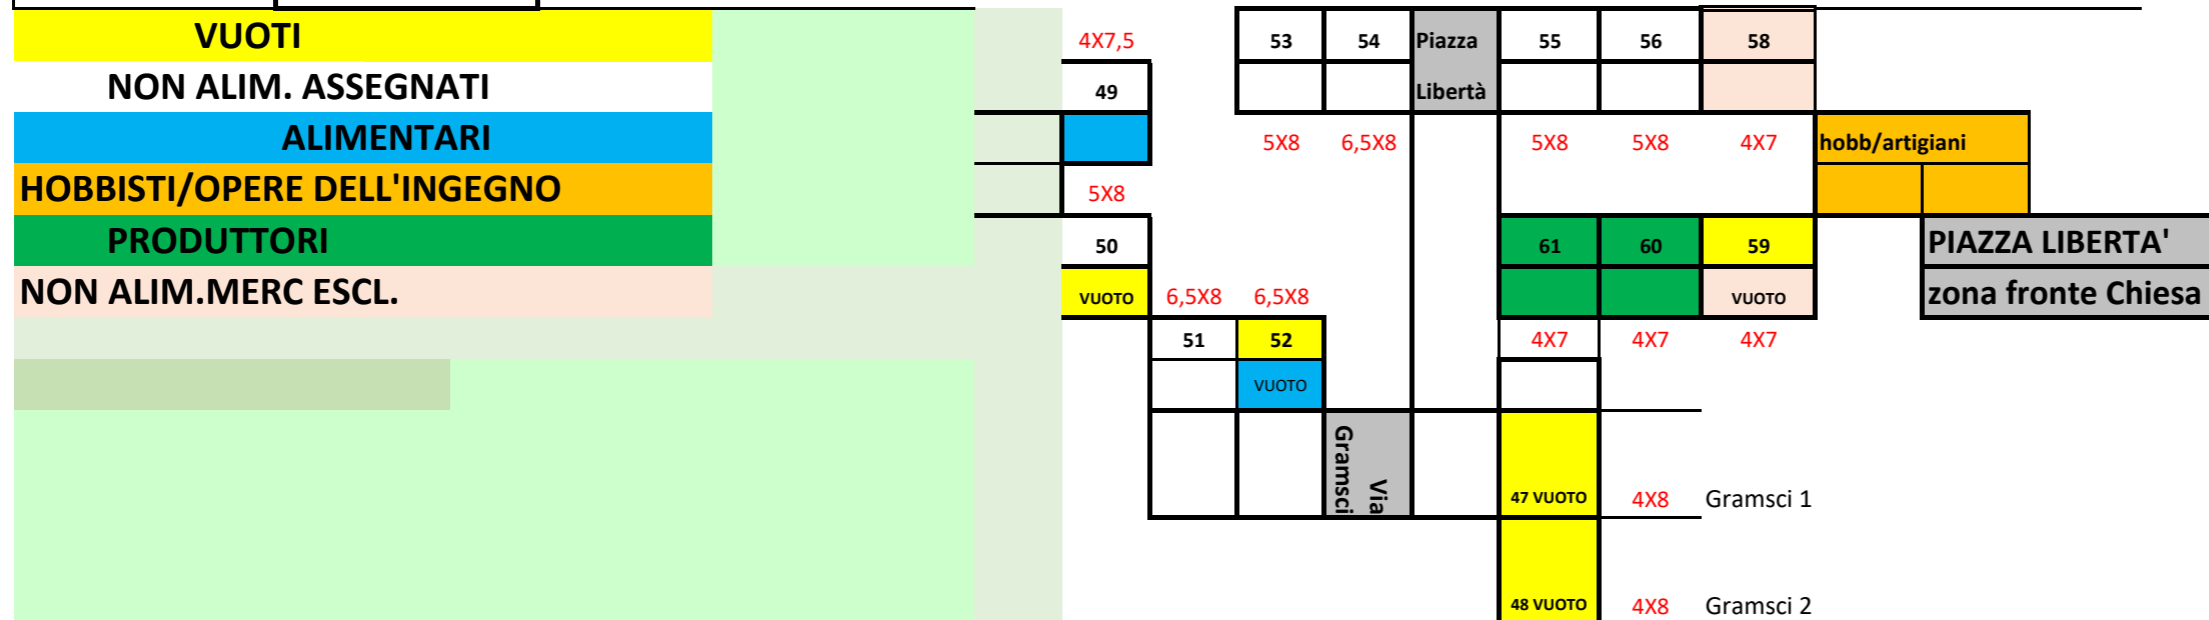 VUOTI
4X7,5
53
54
Piazza
55
56
58
NON ALIM. ASSEGNATI
49
Libertà
ALIMENTARI
5X8
6,5X8
5X8
5X8
4X7
hobb/artigiani
HOBBISTI/OPERE DELL'INGEGNO
5X8
PRODUTTORI
50
61
60
59
PIAZZA LIBERTA'
NON ALIM.MERC ESCL.
VUOTO
6,5X8
6,5X8
VUOTO
zona fronte Chiesa
51
52
4X7
4X7
4X7
VUOTO
Via
Gramsci
47 VUOTO
4X8
Gramsci 1
48 VUOTO
4X8
Gramsci 2